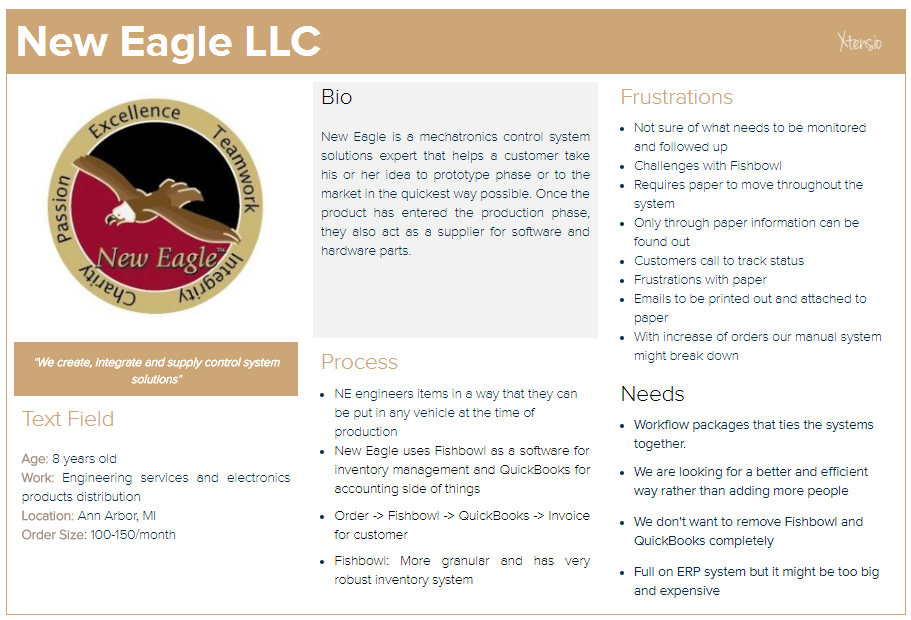 New Eagle LLC
Xtensio
Excellence
Teamwork
Integrity
Charity
Passion
New Eagle™
"We create, integrate and supply control system
solutions"
Text Field
Age: 8 years old
Work: Engineering services and electronics
products distribution
Location: Ann Arbor, MI
Order Size: 100-150/month
Bio
New Eagle is a mechatronics control system
solutions expert that helps a customer take
his or her idea to prototype phase or to the
market in the quickest way possible. Once the
product has entered the production phase,
they also act as a supplier for software and
hardware parts.
Process
• NE engineers items in a way that they can
be put in any vehicle at the time of
production
• New Eagle uses Fishbowl as a software for
inventory management and QuickBooks for
accounting side of things
• Order -> Fishbowl -> QuickBooks -> Invoice
for customer
• Fishbowl: More granular and has very
robust inventory system
Frustrations
• Not sure of what needs to be monitored
and followed up
• Challenges with Fishbowl
• Requires paper to move throughout the
system
• Only through paper information can be
found out
• Customers call to track status
• Frustrations with paper
• Emails to be printed out and attached to
paper
• With increase of orders our manual system
might break down
Needs
• Workflow packages that ties the systems
together.
• We are looking for a better and efficient
way rather than adding more people
• We don't want to remove Fishbowl and
QuickBooks completely
• Full on ERP system but it might be too big
and expensive